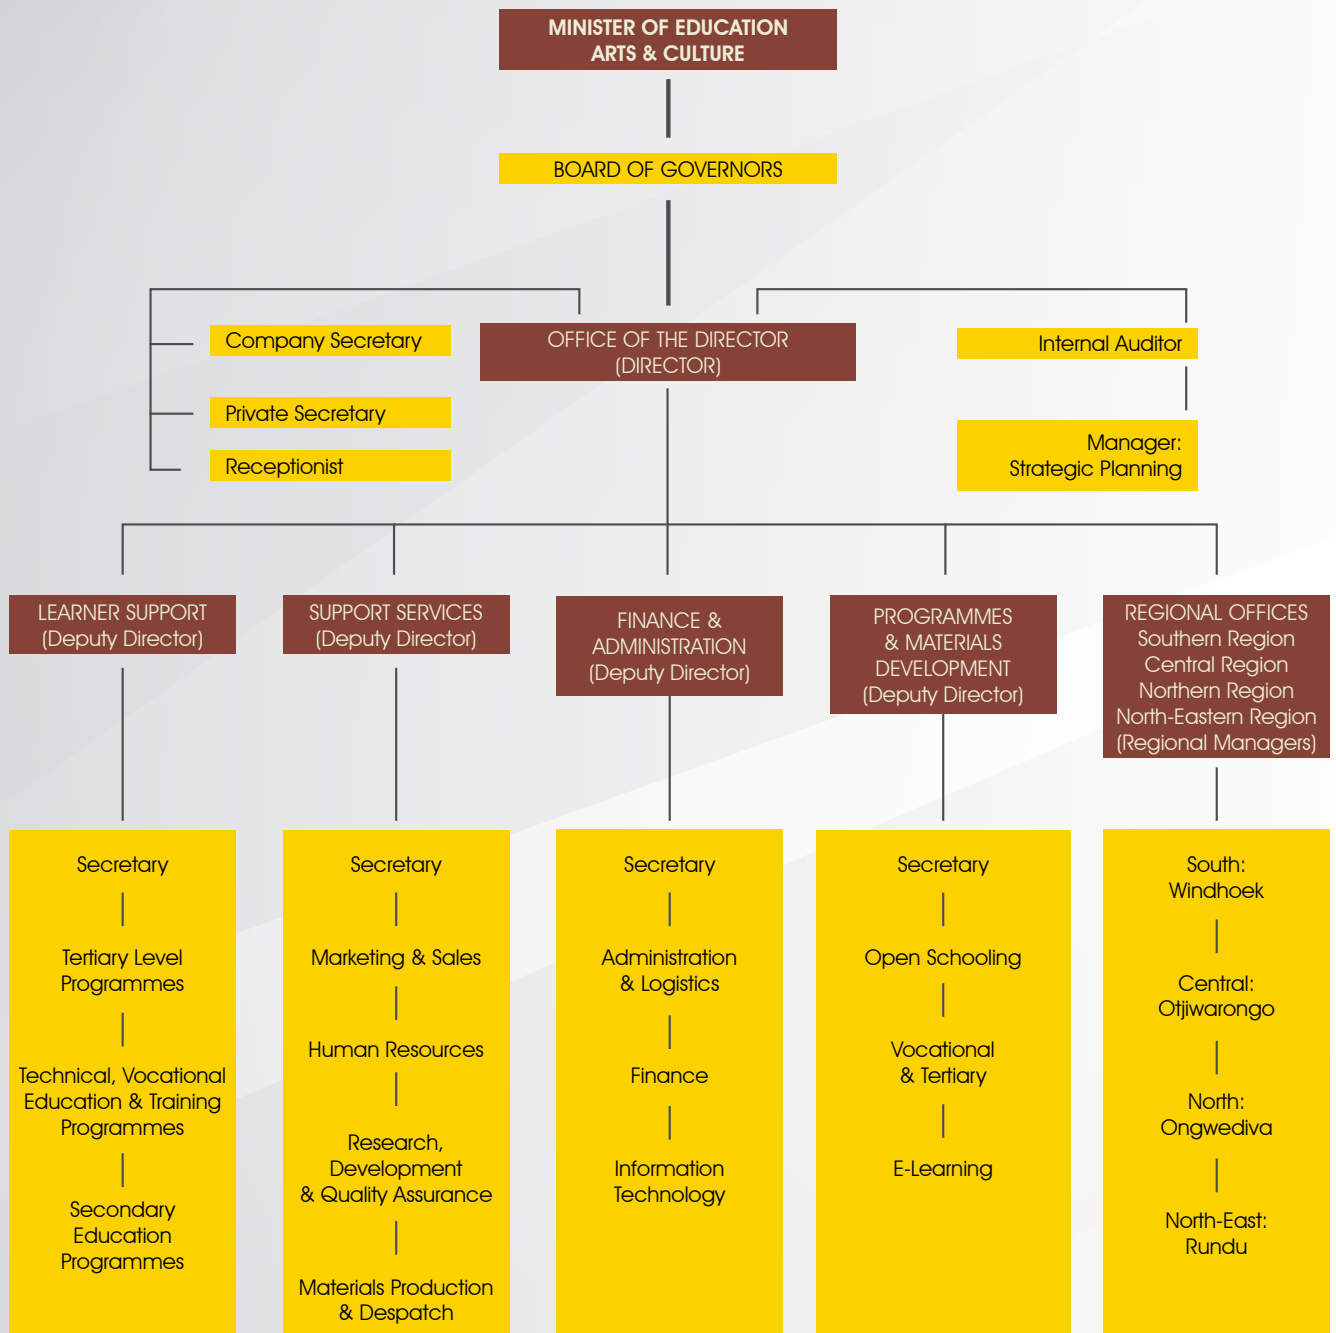 MINISTER OF EDUCATION
ARTS & CULTURE
BOARD OF GOVERNORS
Company Secretary
Private Secretary
Receptionist
OFFICE OF THE DIRECTOR
(DIRECTOR)
Internal Auditor
Manager:
Strategic Planning
LEARNER SUPPORT
(Deputy Director)
SUPPORT SERVICES
(Deputy Director)
FINANCE &
ADMINISTRATION
(Deputy Director)
PROGRAMMES
& MATERIALS
DEVELOPMENT
(Deputy Director)
REGIONAL OFFICES
Southern Region
Central Region
Northern Region
North-Eastern Region
(Regional Managers)
Secretary
Tertiary Level
Programmes
Technical, Vocational
Education & Training
Programmes
Secondary
Education
Programmes
Secretary
Marketing & Sales
Human Resources
Research,
Development
& Quality Assurance
Materials Production
& Despatch
Secretary
Administration
& Logistics
Finance
Information
Technology
Secretary
Open Schooling
Vocational
& Tertiary
E-Learning
South:
Windhoek
Central:
Otjiwarongo
North:
Ongwediva
North-East:
Rundu